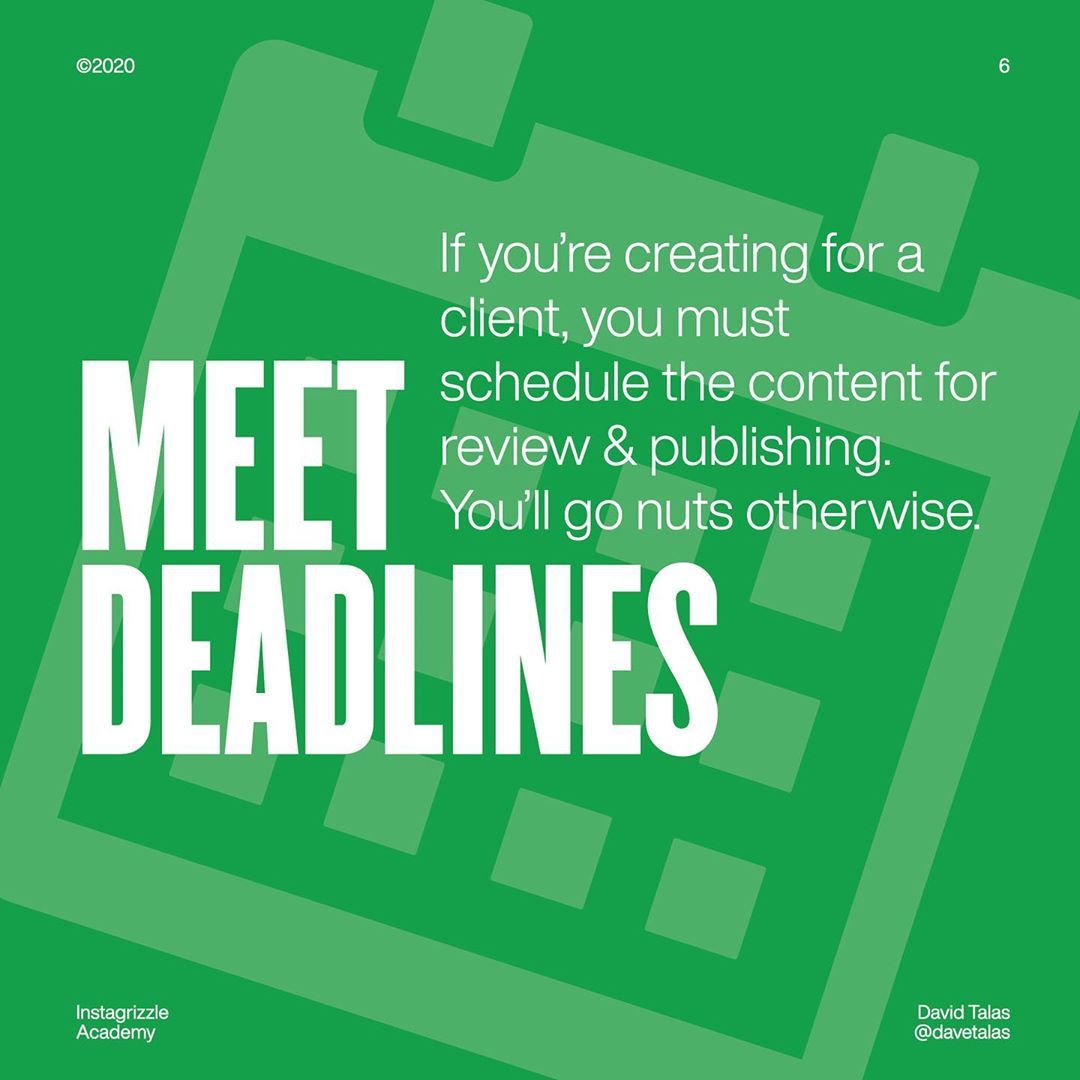 ©2020
6
If you’re creating for a
client, you must
schedule the content for
review & publishing.
You’ll go nuts otherwise.
MEET
DEADLINES
Instagrizzle
Academy
David Talas
@davetalas